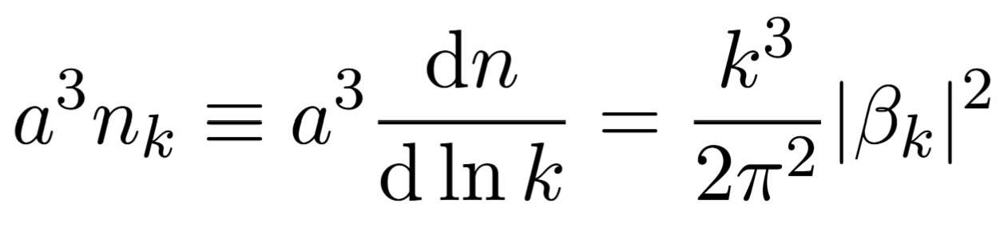 $a^3 n_k \equiv a^3 \frac{\mathrm{d}n}{\mathrm{d}\ln k} = \frac{k^3}{2\pi^2} |\beta_k|^2$